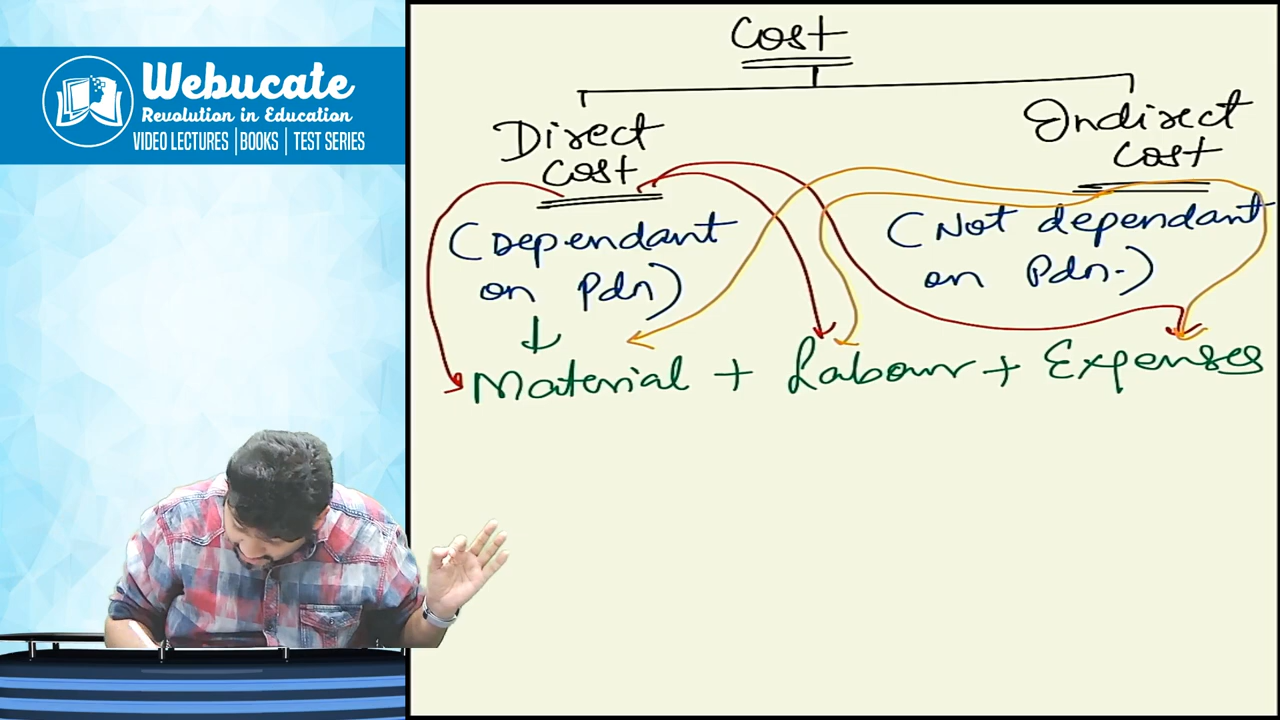 Webucate
Revolution in Education
VIDEO LECTURES | BOOKS | TEST SERIES
Cost
Direct
Cost
(Dependant
on Pdn)
Indirect
Cost
(Not dependant
on Pdn.)
Material + Labour + Expenses